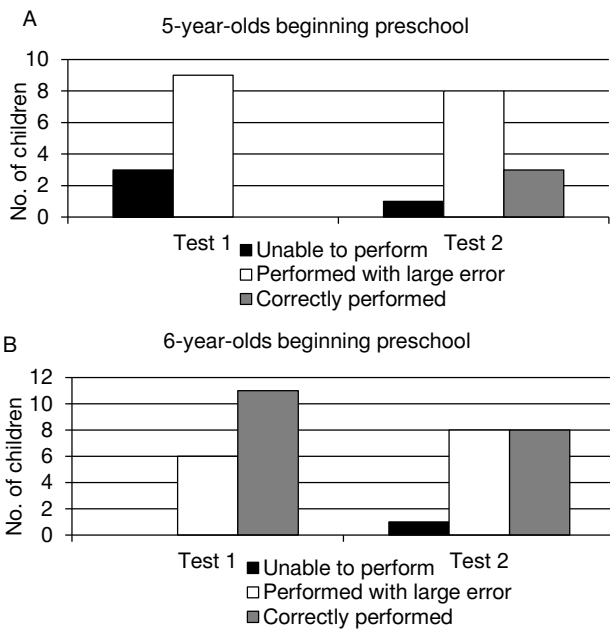 A
5-year-olds beginning preschool
No. of children
10
8
6
4
2
0
Test 1
Test 2
Unable to perform
Performed with large error
Correctly performed
B
6-year-olds beginning preschool
No. of children
12
10
8
6
4
2
0
Test 1
Test 2
Unable to perform
Performed with large error
Correctly performed